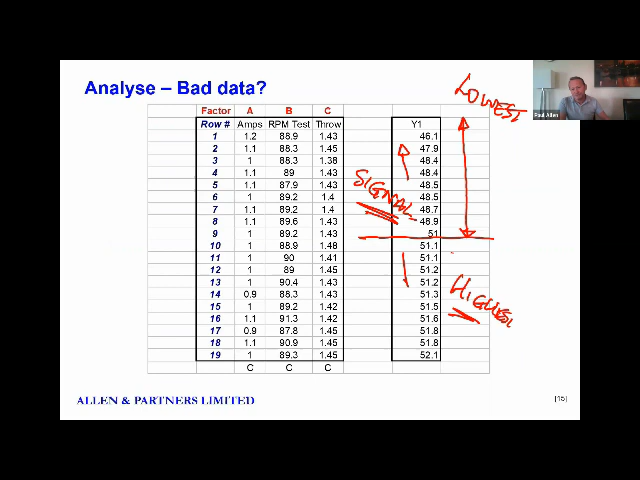 Analyse – Bad data?
Factor A B C
Row # Amps RPM Test Throw Y1
1 1.2 88.9 1.43 46.1
2 1.1 88.3 1.45 47.9
3 1 88.3 1.38 48.4
4 1.1 89 1.43 48.4
5 1.1 87.9 1.43 48.5
6 1 89.2 1.4 48.5
7 1.1 89.2 1.4 48.7
8 1.1 89.6 1.43 48.9
9 1 89.2 1.43 51
10 1 88.9 1.48 51.1
11 1 90 1.41 51.1
12 1 89 1.45 51.2
13 1 90.4 1.43 51.2
14 0.9 88.3 1.43 51.3
15 1 89.2 1.42 51.5
16 1.1 91.3 1.42 51.6
17 0.9 87.8 1.45 51.8
18 1.1 90.9 1.45 51.8
19 1 89.3 1.45 52.1
C C C
LOWEST
SIGNAL
HIGHEST
Paul Allen
ALLEN & PARTNERS LIMITED
[15]